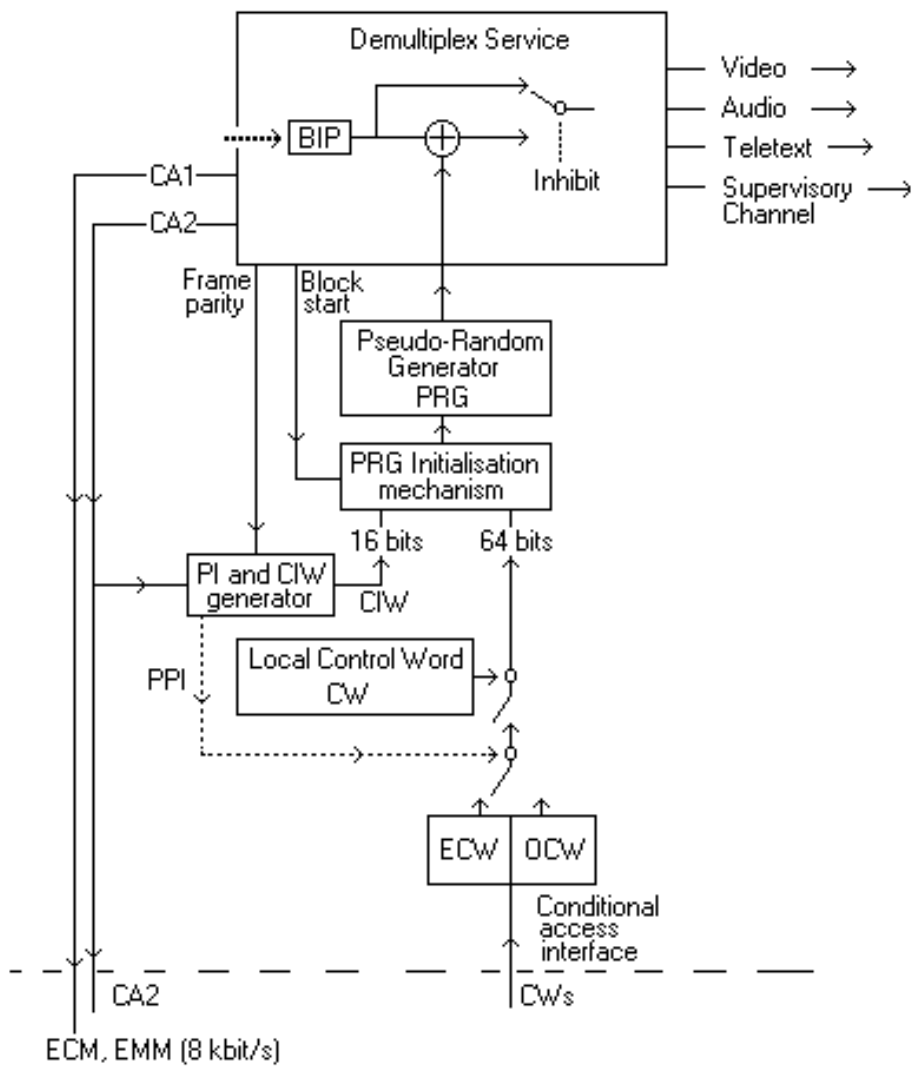 Demultiplex Service
Video
Audio
BIP
Teletext
CA1
Inhibit
Supervisory
Channel
CA2
Frame
parity
Block
start
Pseudo-Random
Generator
PRG
PRG Initialisation
mechanism
16 bits
64 bits
PI and CIW
generator
CIW
Local Control Word
CW
PPI
ECW
OCW
Conditional
access
interface
CA2
CWs
ECM, EMM (8 kbit/s)